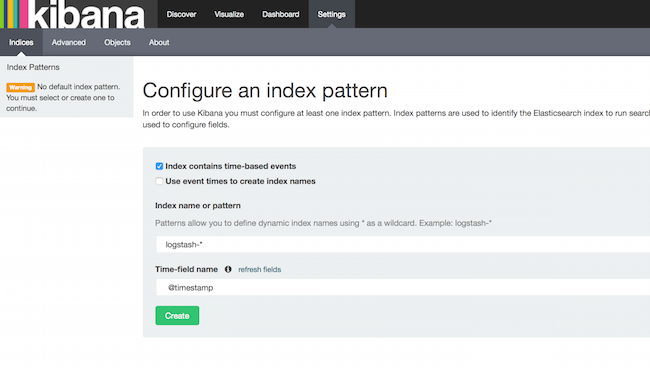 kibana
Discover Visualize Dashboard Settings
Indices Advanced Objects About
Index Patterns
Warning No default index pattern.
You must select or create one to
continue.
Configure an index pattern
In order to use Kibana you must configure at least one index pattern. Index patterns are used to identify the Elasticsearch index to run
used to configure fields.
Index contains time-based events
Use event times to create index names
Index name or pattern
Patterns allow you to define dynamic index names using * as a wildcard. Example: logstash-*
logstash-*
Time-field name refresh fields
@timestamp
Create